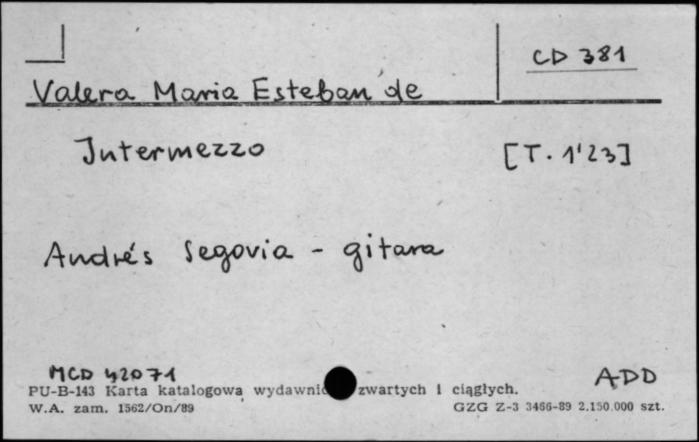 CD 381
Valera Maria Esteban de
Intermezzo [T. 1'23]
Andrés Segovia - gitara
MCD 42071 ADD
PU-B-143 Karta katalogowa zwartych i ciągłych.
W.A. zam. 1562/On/89 GZG Z-3 3466-89 2.150.000 szt.